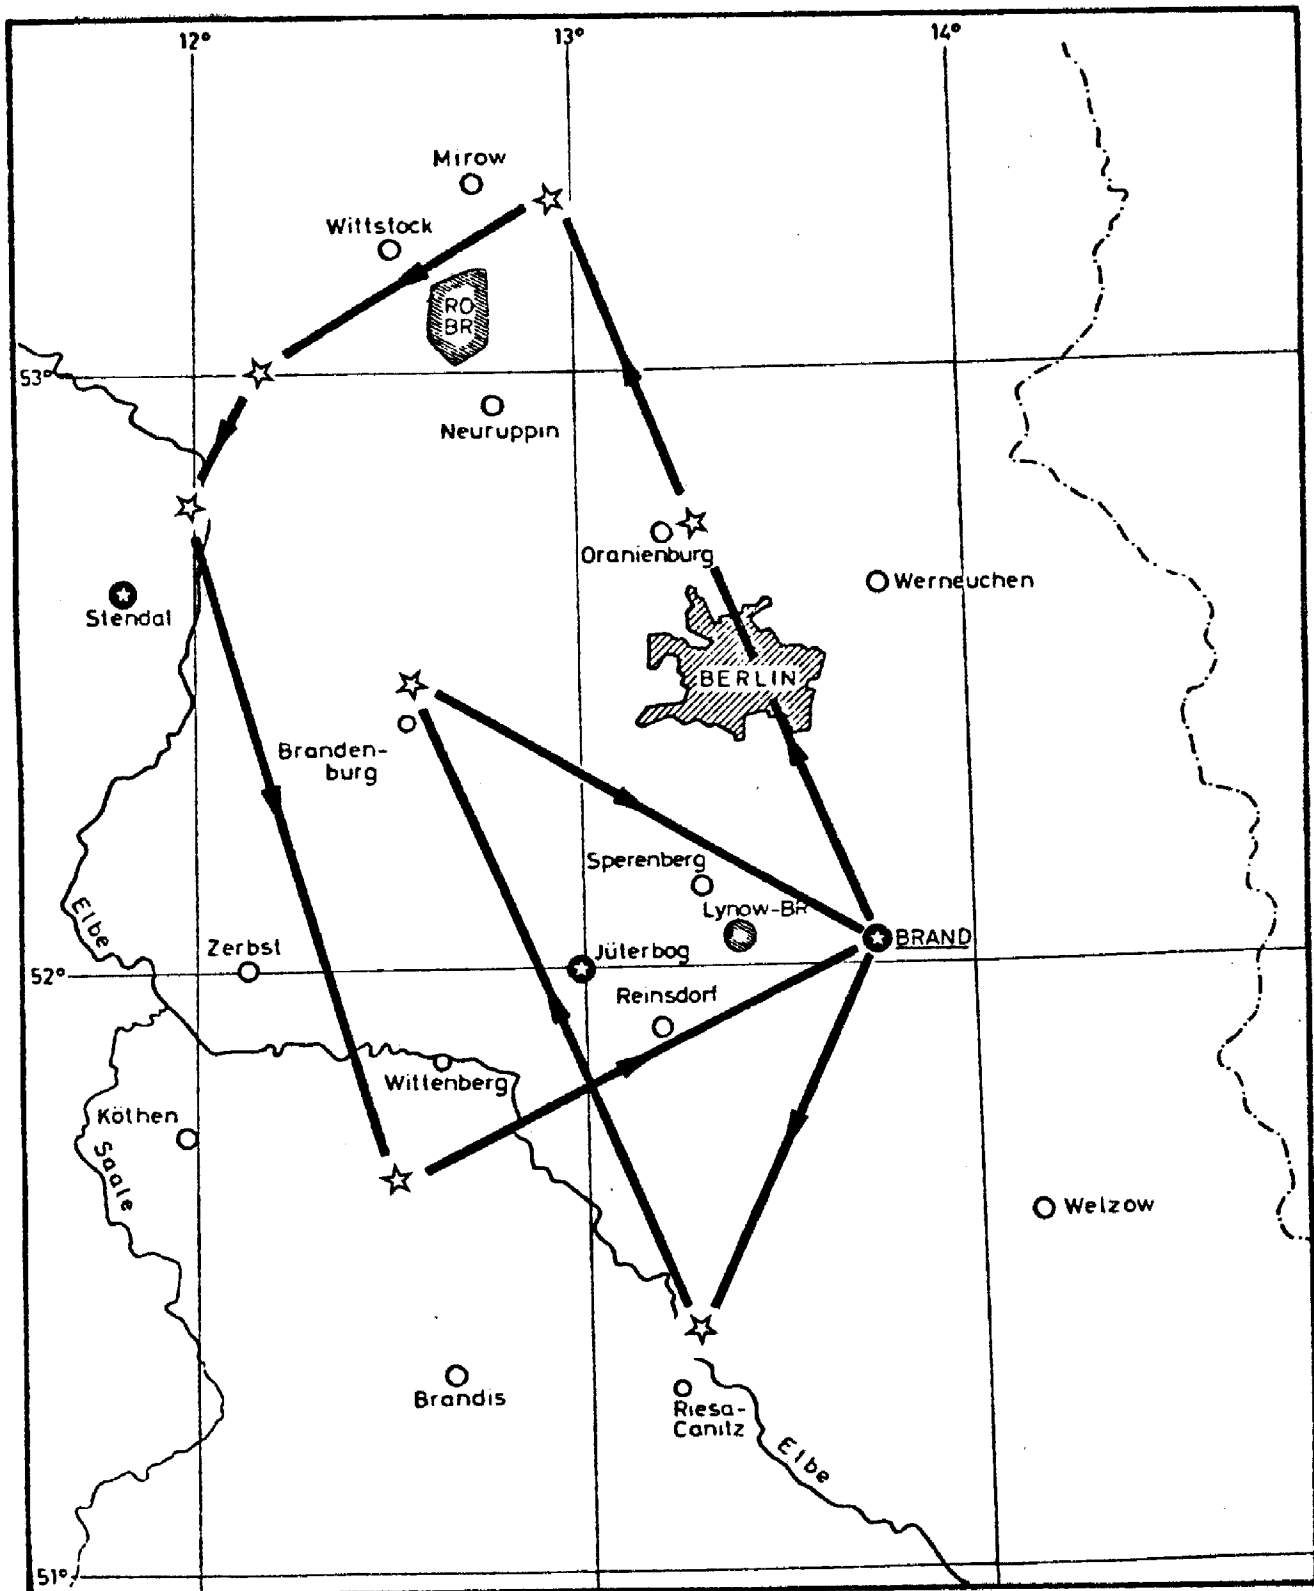 12°
13°
14°
Mirow
Wittstock
RO
BR
53°
Neuruppin
Oranienburg
Werneuchen
Stendal
BERLIN
Branden-
burg
Sperenberg
Lynow-BR
BRAND
Elbe
Zerbst
Jüterbog
52°
Reinsdorf
Wittenberg
Köthen
Saale
Welzow
Brandis
Riesa-
Canitz
Elbe
51°